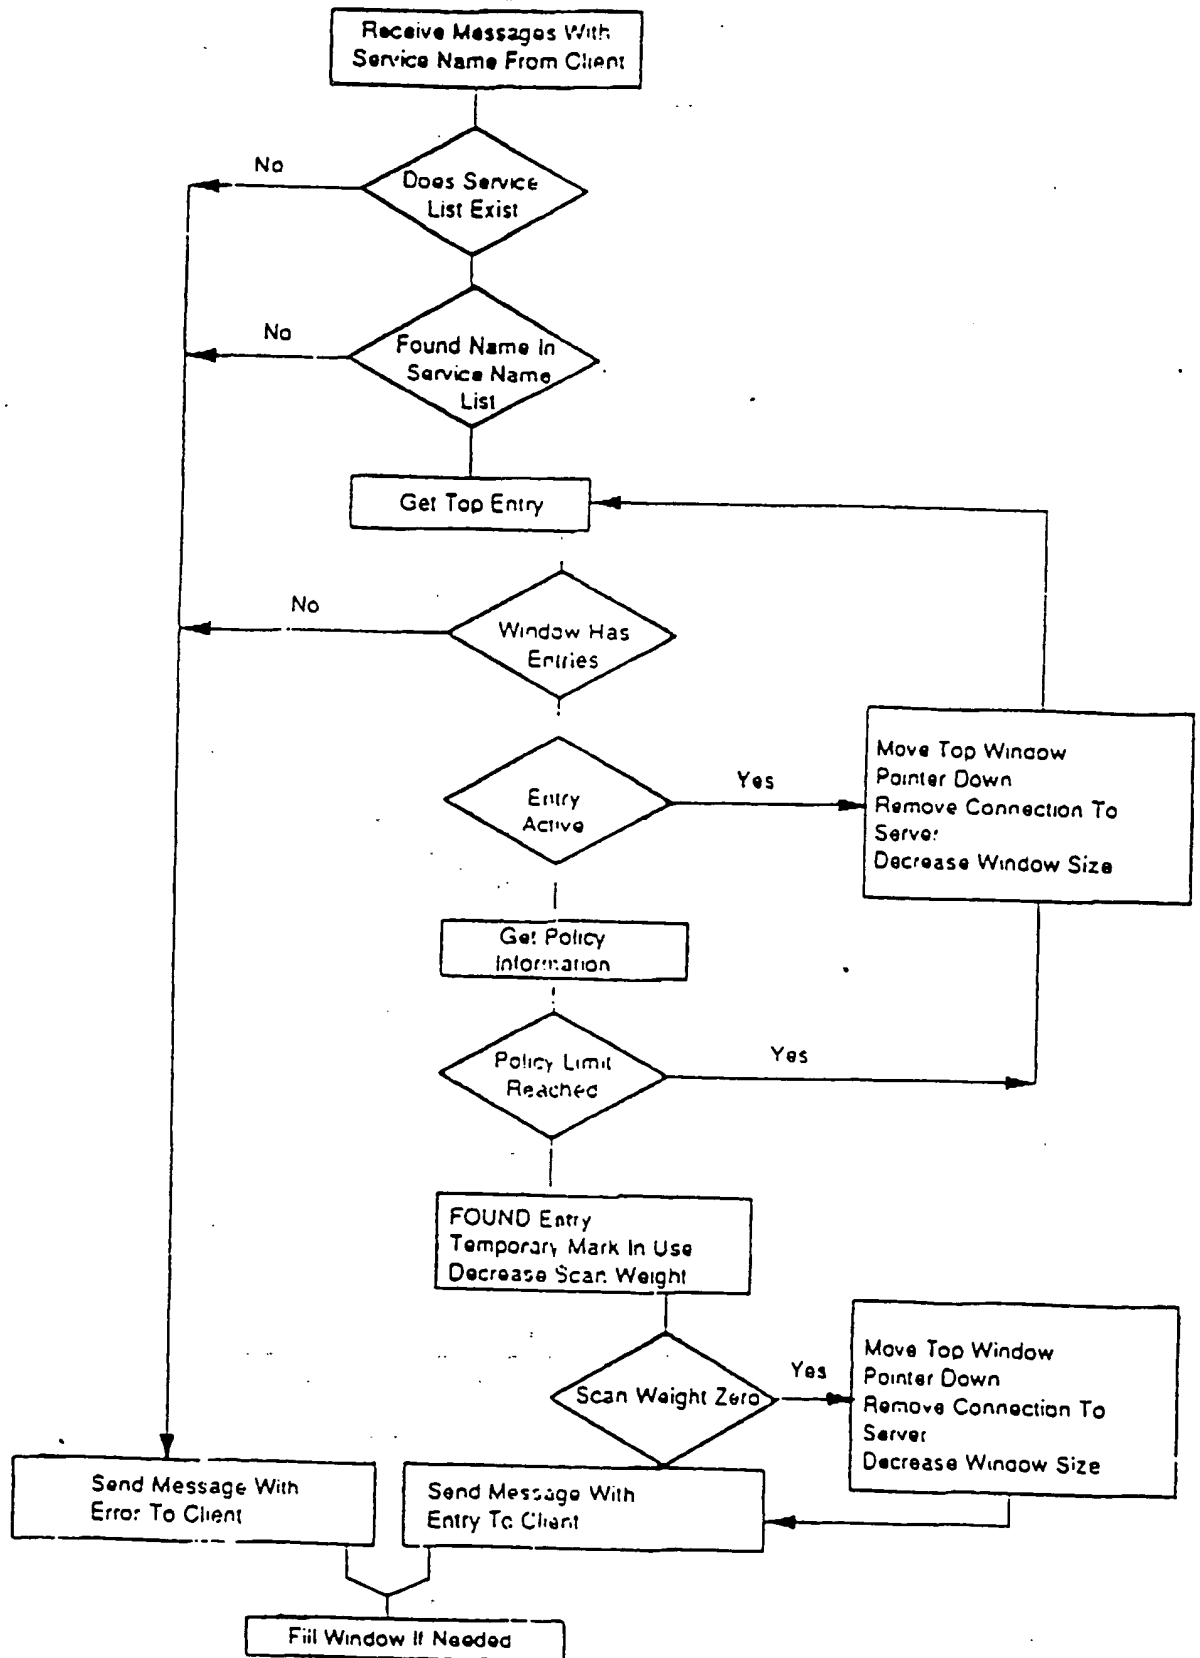 Receive Messages With
Service Name From Client
No
Does Service
List Exist
No
Found Name In
Service Name
List
Get Top Entry
No
Window Has
Entries
Move Top Window
Pointer Down
Remove Connection To
Server
Decrease Window Size
Yes
Entry
Active
Get Policy
Information
Policy Limit
Reached
Yes
FOUND Entry
Temporary Mark In Use
Decrease Scan Weight
Scan Weight Zero
Yes
Move Top Window
Pointer Down
Remove Connection To
Server
Decrease Window Size
Send Message With
Error To Client
Send Message With
Entry To Client
Fill Window If Needed